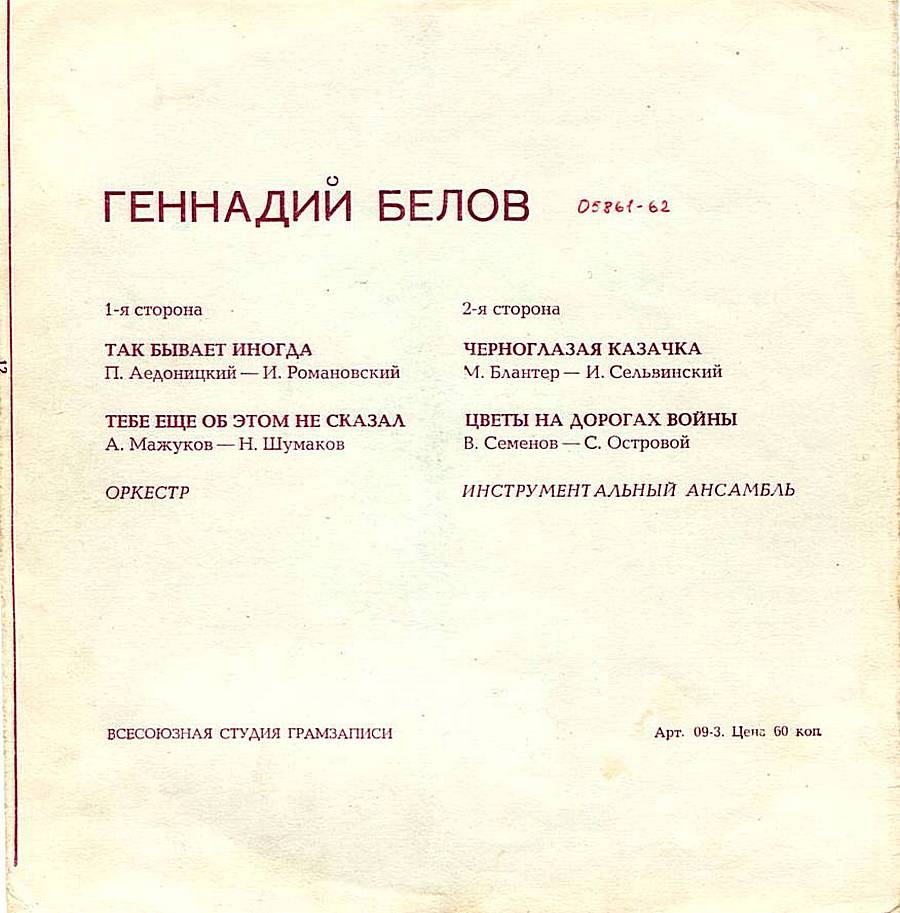 ГЕННАДИЙ БЕЛОВ
05861-62
1-я сторона
ТАК БЫВАЕТ ИНОГДА
П. Аедоницкий — И. Романовский
ТЕБЕ ЕЩЕ ОБ ЭТОМ НЕ СКАЗАЛ
А. Мажуков — Н. Шумаков
ОРКЕСТР
2-я сторона
ЧЕРНОГЛАЗАЯ КАЗАЧКА
М. Блантер — И. Сельвинский
ЦВЕТЫ НА ДОРОГАХ ВОЙНЫ
В. Семенов — С. Островой
ИНСТРУМЕНТАЛЬНЫЙ АНСАМБЛЬ
ВСЕСОЮЗНАЯ СТУДИЯ ГРАМЗАПИСИ
Арт. 09-3. Цена 60 коп.
12